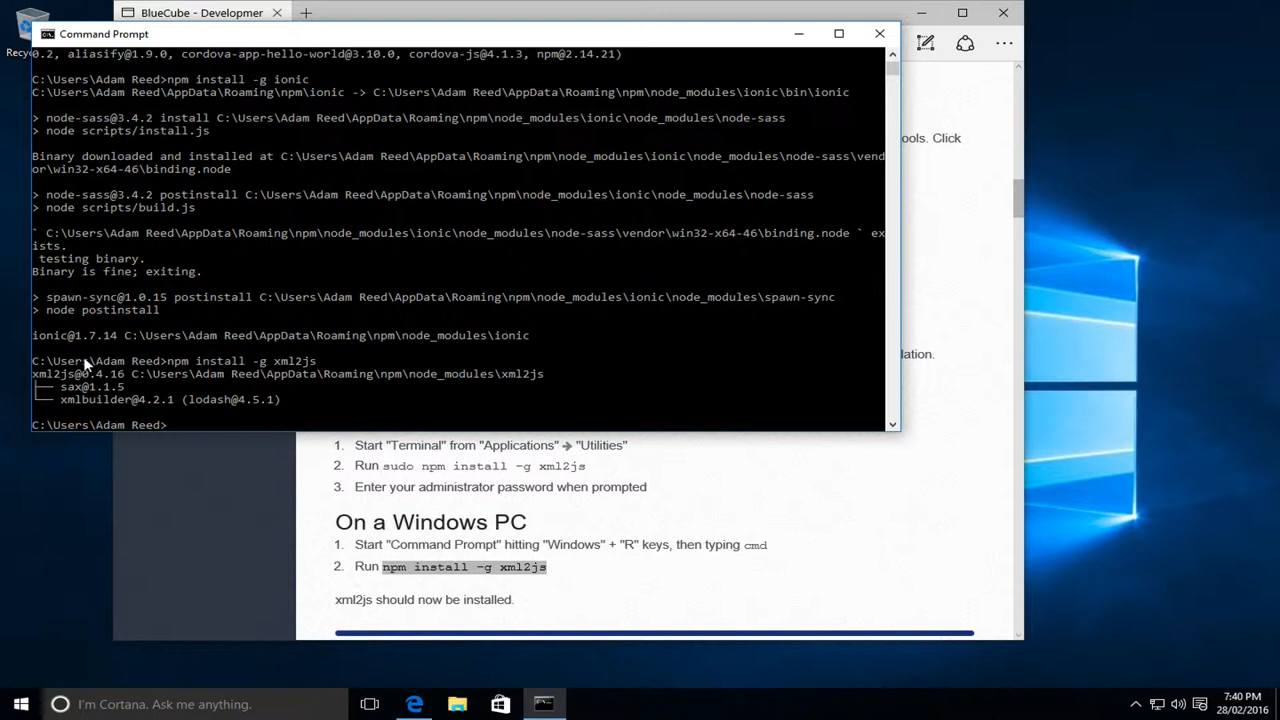 BlueCube - Developmer
Recyc
Command Prompt
0.2, aliasify@1.9.0, cordova-app-hello-world@3.10.0, cordova-js@4.1.3, npm@2.14.21)
C:\Users\Adam Reed>npm install -g ionic
C:\Users\Adam Reed\AppData\Roaming\npm\ionic -> C:\Users\Adam Reed\AppData\Roaming\npm\node_modules\ionic\bin\ionic
> node-sass@3.4.2 install C:\Users\Adam Reed\AppData\Roaming\npm\node_modules\ionic\node_modules\node-sass
> node scripts/install.js
Binary downloaded and installed at C:\Users\Adam Reed\AppData\Roaming\npm\node_modules\ionic\node_modules\node-sass\vend
or\win32-x64-46\binding.node
> node-sass@3.4.2 postinstall C:\Users\Adam Reed\AppData\Roaming\npm\node_modules\ionic\node_modules\node-sass
> node scripts/build.js
` C:\Users\Adam Reed\AppData\Roaming\npm\node_modules\ionic\node_modules\node-sass\vendor\win32-x64-46\binding.node ` ex
ists.
testing binary.
Binary is fine; exiting.
> spawn-sync@1.0.15 postinstall C:\Users\Adam Reed\AppData\Roaming\npm\node_modules\ionic\node_modules\spawn-sync
> node postinstall
ionic@1.7.14 C:\Users\Adam Reed\AppData\Roaming\npm\node_modules\ionic
C:\Users\Adam Reed>npm install -g xml2js
xml2js@0.4.16 C:\Users\Adam Reed\AppData\Roaming\npm\node_modules\xml2js
├── sax@1.1.5
└── xmlbuilder@4.2.1 (lodash@4.5.1)
C:\Users\Adam Reed>
ools. Click
lation.
1. Start "Terminal" from "Applications" ➔ "Utilities"
2. Run sudo npm install -g xml2js
3. Enter your administrator password when prompted
On a Windows PC
1. Start "Command Prompt" hitting "Windows" + "R" keys, then typing cmd
2. Run npm install -g xml2js
xml2js should now be installed.
I'm Cortana. Ask me anything.
7:40 PM
28/02/2016